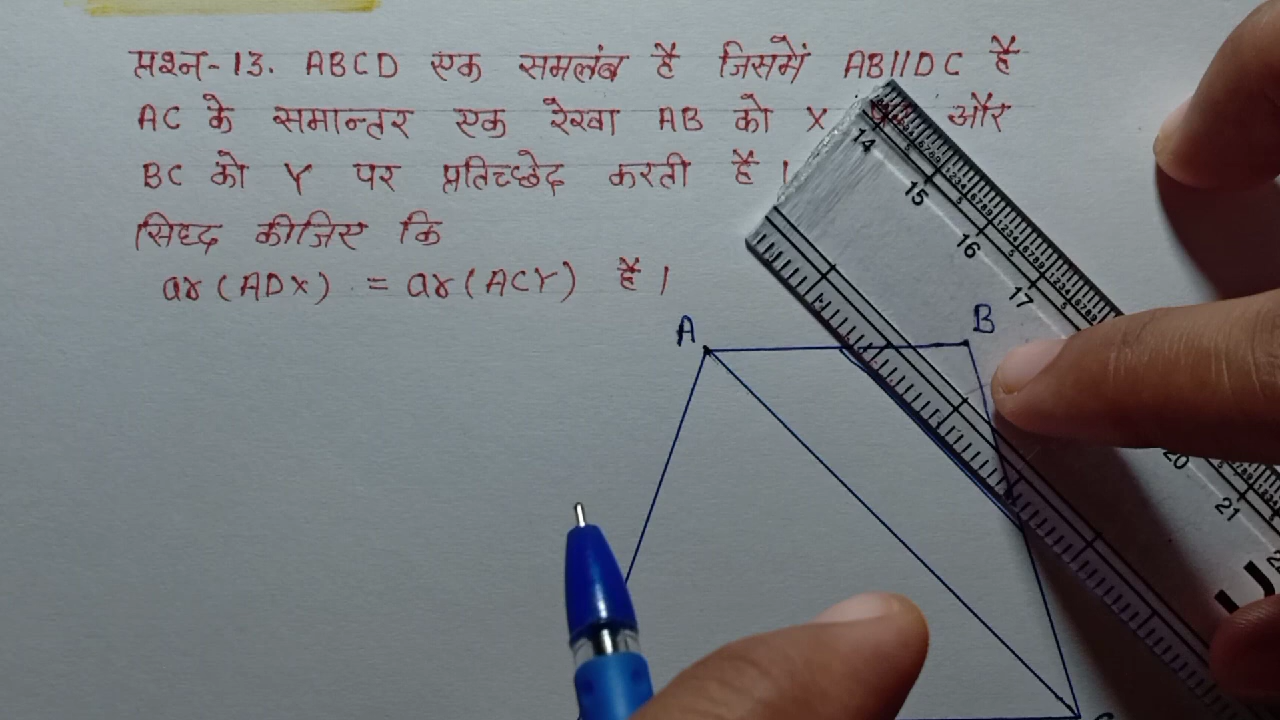 प्रश्न-13. ABCD एक समलंब है जिसमें AB||DC है
AC के समान्तर एक रेखा AB को X पर और
BC को Y पर प्रतिच्छेद करती है।
सिध्द कीजिए कि
ar(ADX) = ar(ACY) है।
A
B
14
15
16
17
20
21